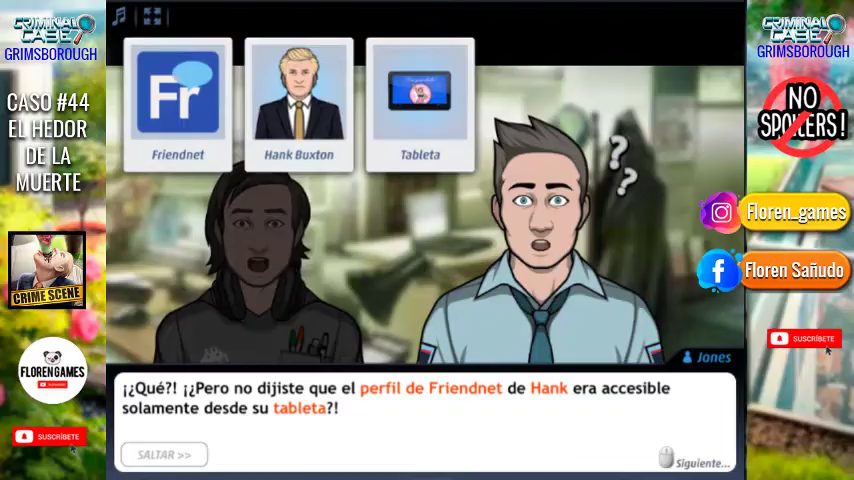 CRIMINAL CASE
GRIMSBOROUGH
CASO #44
EL HEDOR
DE LA
MUERTE
CRIME SCENE
FLORENGAMES
SUSCRÍBETE
Fr
Friendnet
Hank Buxton
Tableta
??
Jones
¡¿Qué?! ¡¿Pero no dijiste que el perfil de Friendnet de Hank era accesible
solamente desde su tableta?!
SALTAR >>
Siguiente...
CRIMINAL CASE
GRIMSBOROUGH
NO
SPOILERS!
Floren_games
Floren Sañudo
SUSCRÍBETE